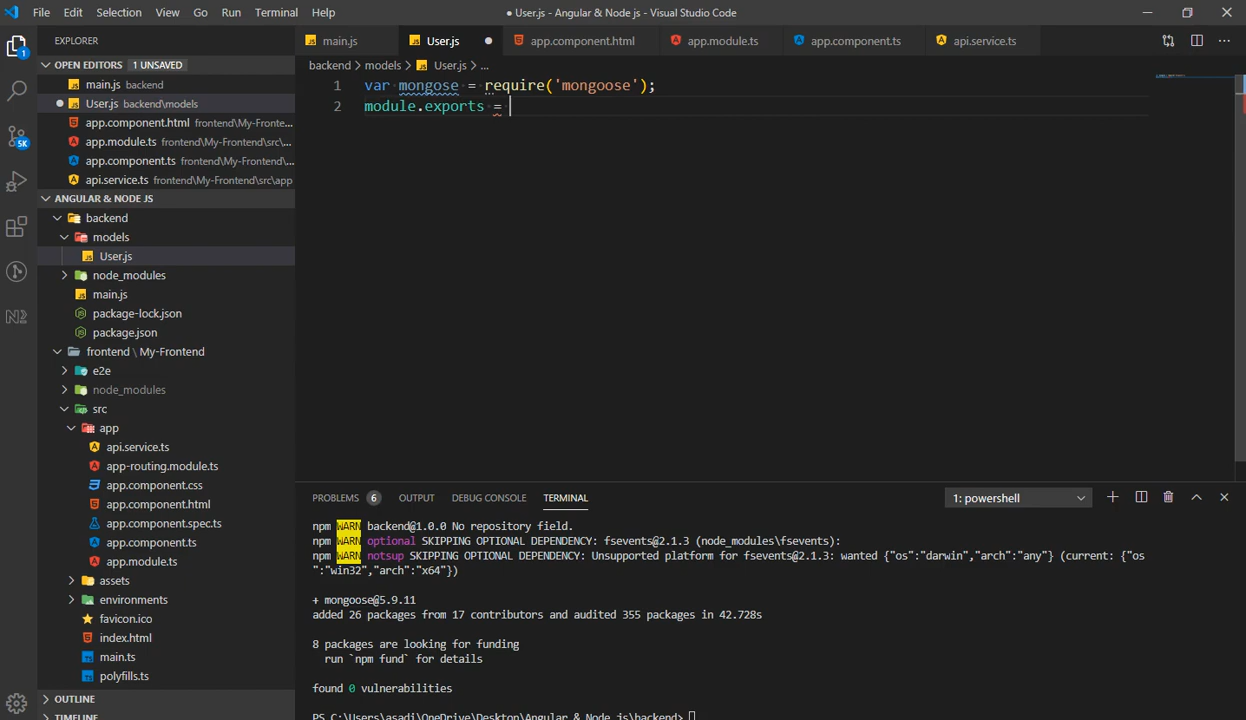 File Edit Selection View Go Run Terminal Help
● User.js - Angular & Node js - Visual Studio Code
EXPLORER
OPEN EDITORS 1 UNSAVED
main.js backend
User.js backend\models
app.component.html frontend\My-Fronte...
app.module.ts frontend\My-Frontend\src\...
app.component.ts frontend\My-Frontend\...
api.service.ts frontend\My-Frontend\src\app
ANGULAR & NODE JS
backend
models
User.js
node_modules
main.js
package-lock.json
package.json
frontend \ My-Frontend
e2e
node_modules
src
app
api.service.ts
app-routing.module.ts
app.component.css
app.component.html
app.component.spec.ts
app.component.ts
app.module.ts
assets
environments
favicon.ico
index.html
main.ts
polyfills.ts
OUTLINE
TIMELINE
1
5K
main.js
User.js
app.component.html
app.module.ts
app.component.ts
api.service.ts
backend > models > User.js > ...
1 var mongose = require('mongoose');
2 module.exports =
PROBLEMS 6 OUTPUT DEBUG CONSOLE TERMINAL
1: powershell
npm WARN backend@1.0.0 No repository field.
npm WARN optional SKIPPING OPTIONAL DEPENDENCY: fsevents@2.1.3 (node_modules\fsevents):
npm WARN notsup SKIPPING OPTIONAL DEPENDENCY: Unsupported platform for fsevents@2.1.3: wanted {"os":"darwin","arch":"any"} (current: {"os
":"win32","arch":"x64"})
+ mongoose@5.9.11
added 26 packages from 17 contributors and audited 355 packages in 42.728s
8 packages are looking for funding
run `npm fund` for details
found 0 vulnerabilities
PS C:\Users\asadi\OneDrive\Desktop\Angular & Node js\backend>